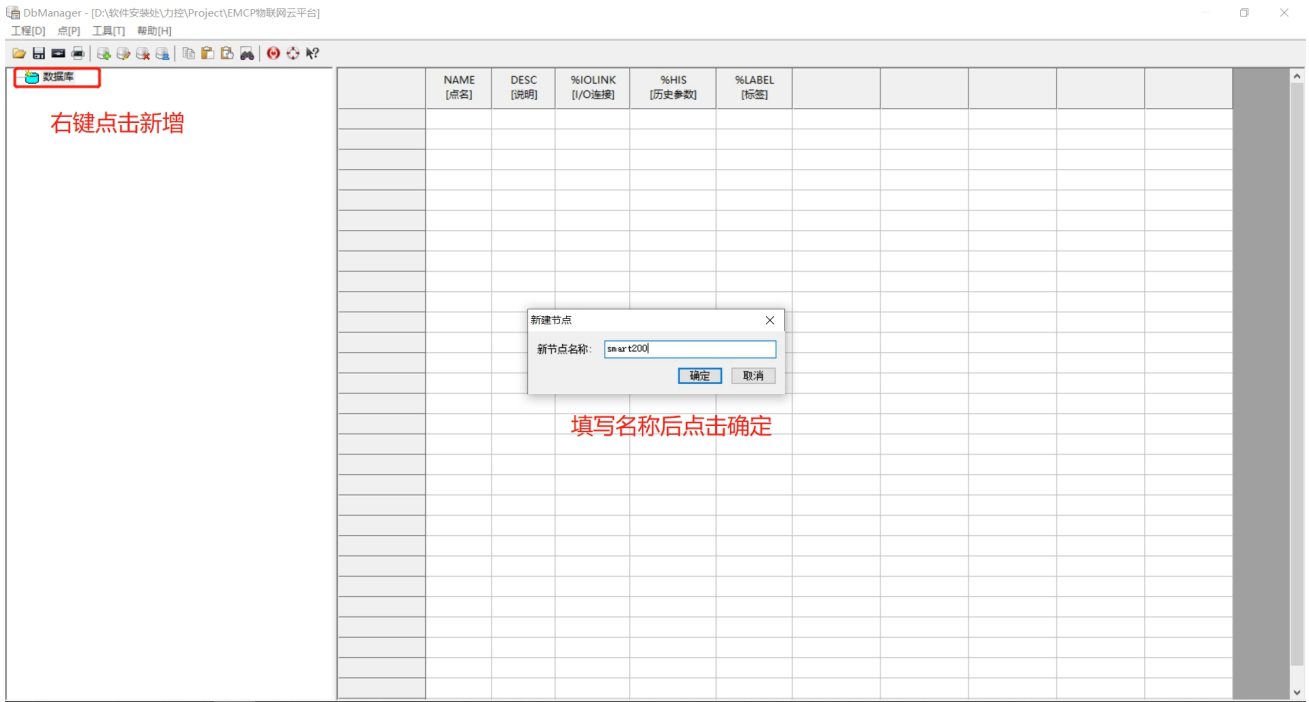 DbManager - [D:\软件安装处\力控\Project\EMCP物联网云平台]
工程[D] 点[P] 工具[T] 帮助[H]
数据库
右键点击新增
NAME DESC %IOLINK %HIS %LABEL
[点名] [说明] [I/O连接] [历史参数] [标签]
新建节点
新节点名称: smart200
确定 取消
填写名称后点击确定